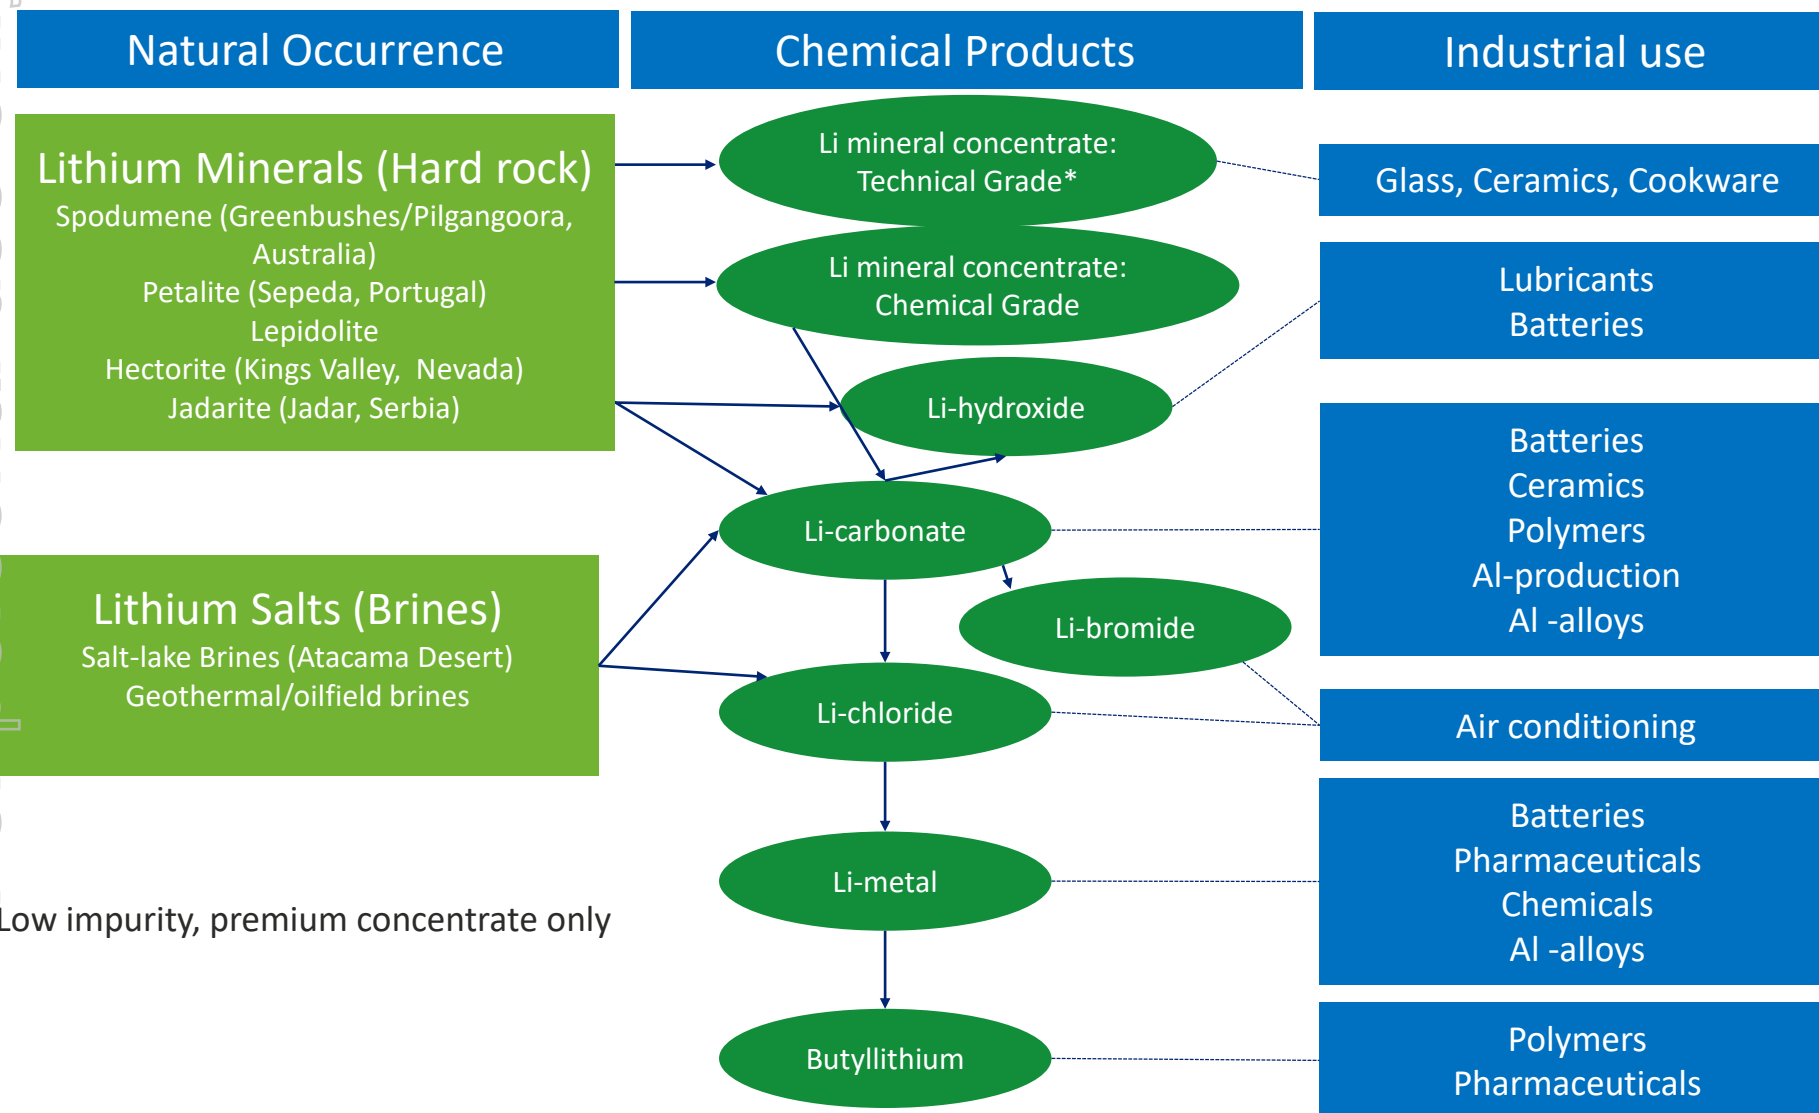 Natural Occurrence
Chemical Products
Industrial use
Lithium Minerals (Hard rock)
Spodumene (Greenbushes/Pilgangoora,
Australia)
Petalite (Sepeda, Portugal)
Lepidolite
Hectorite (Kings Valley, Nevada)
Jadarite (Jadar, Serbia)
Lithium Salts (Brines)
Salt-lake Brines (Atacama Desert)
Geothermal/oilfield brines
Low impurity, premium concentrate only
Li mineral concentrate:
Technical Grade*
Li mineral concentrate:
Chemical Grade
Li-hydroxide
Li-carbonate
Li-bromide
Li-chloride
Li-metal
Butyllithium
Glass, Ceramics, Cookware
Lubricants
Batteries
Batteries
Ceramics
Polymers
Al-production
Al -alloys
Air conditioning
Batteries
Pharmaceuticals
Chemicals
Al -alloys
Polymers
Pharmaceuticals